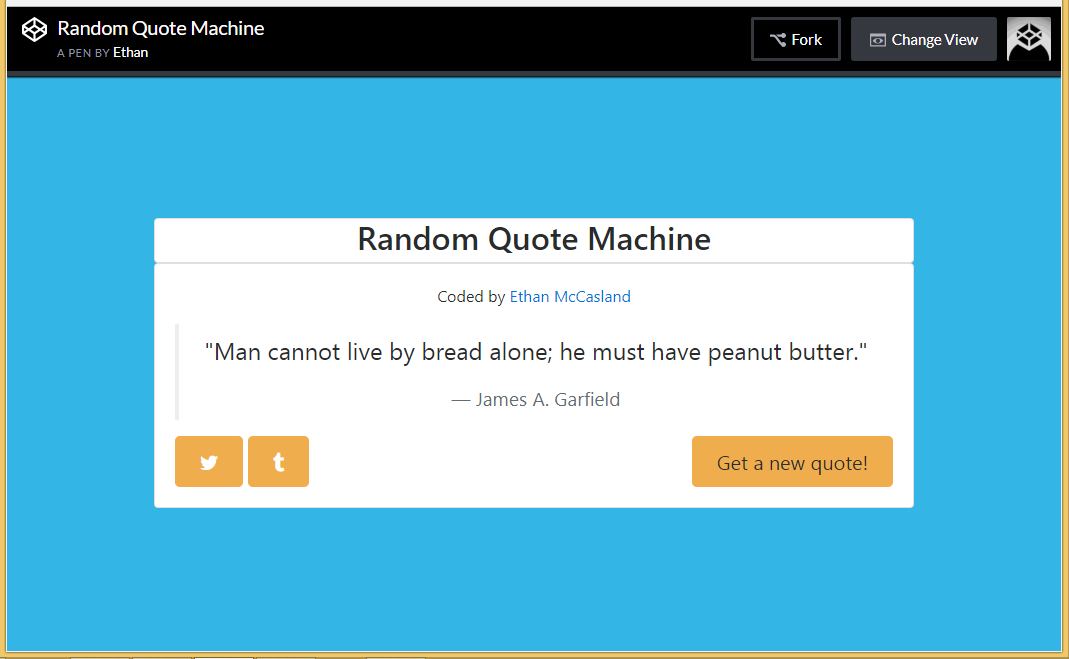 Random Quote Machine
A PEN BY Ethan
Fork
Change View
Random Quote Machine
Coded by Ethan McCasland
"Man cannot live by bread alone; he must have peanut butter."
— James A. Garfield
Get a new quote!